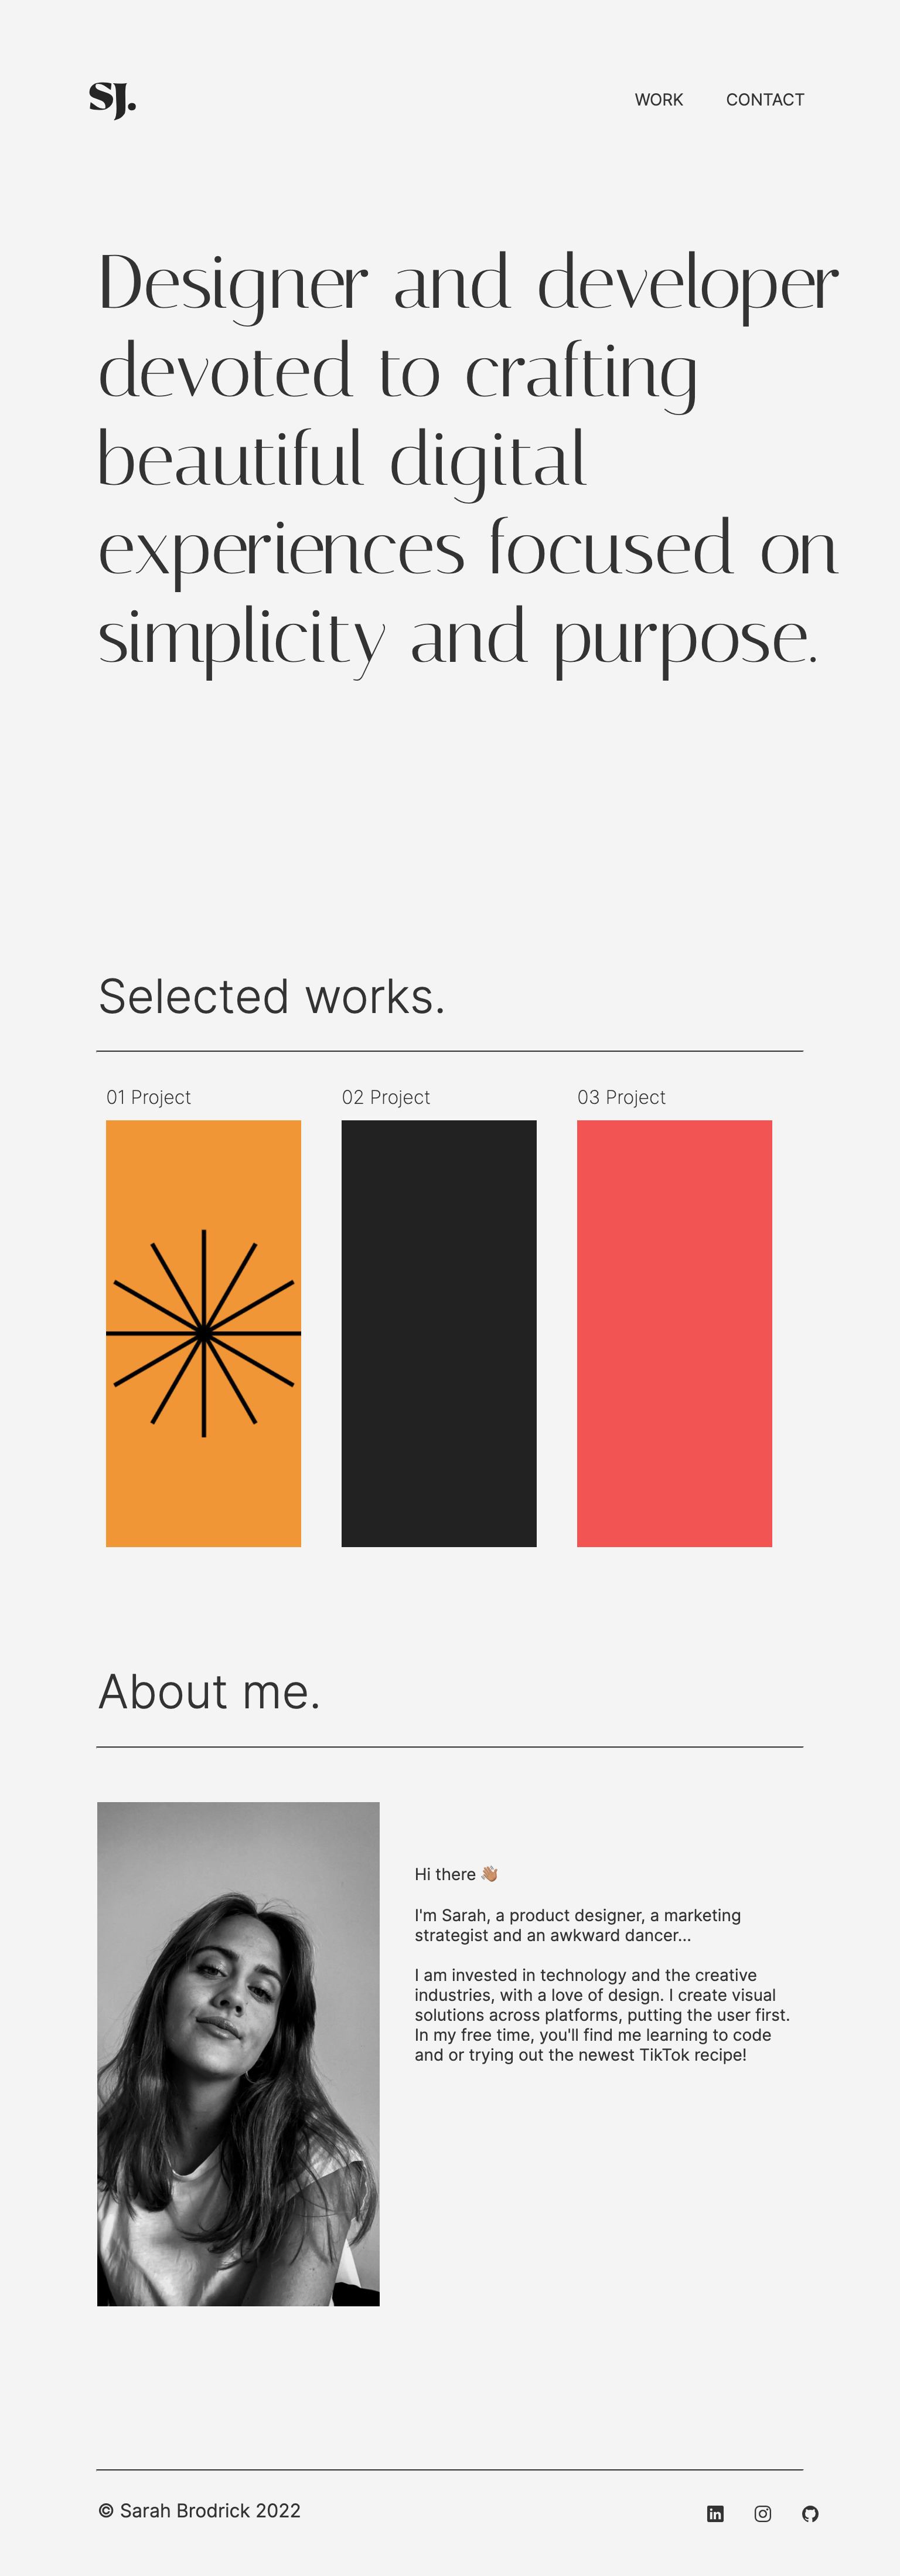 SJ.
WORK CONTACT
Designer and developer
devoted to crafting
beautiful digital
experiences focused on
simplicity and purpose.
Selected works.
01 Project 02 Project 03 Project
About me.
Hi there 👋🏽
I'm Sarah, a product designer, a marketing
strategist and an awkward dancer...
I am invested in technology and the creative
industries, with a love of design. I create visual
solutions across platforms, putting the user first.
In my free time, you'll find me learning to code
and or trying out the newest TikTok recipe!
© Sarah Brodrick 2022